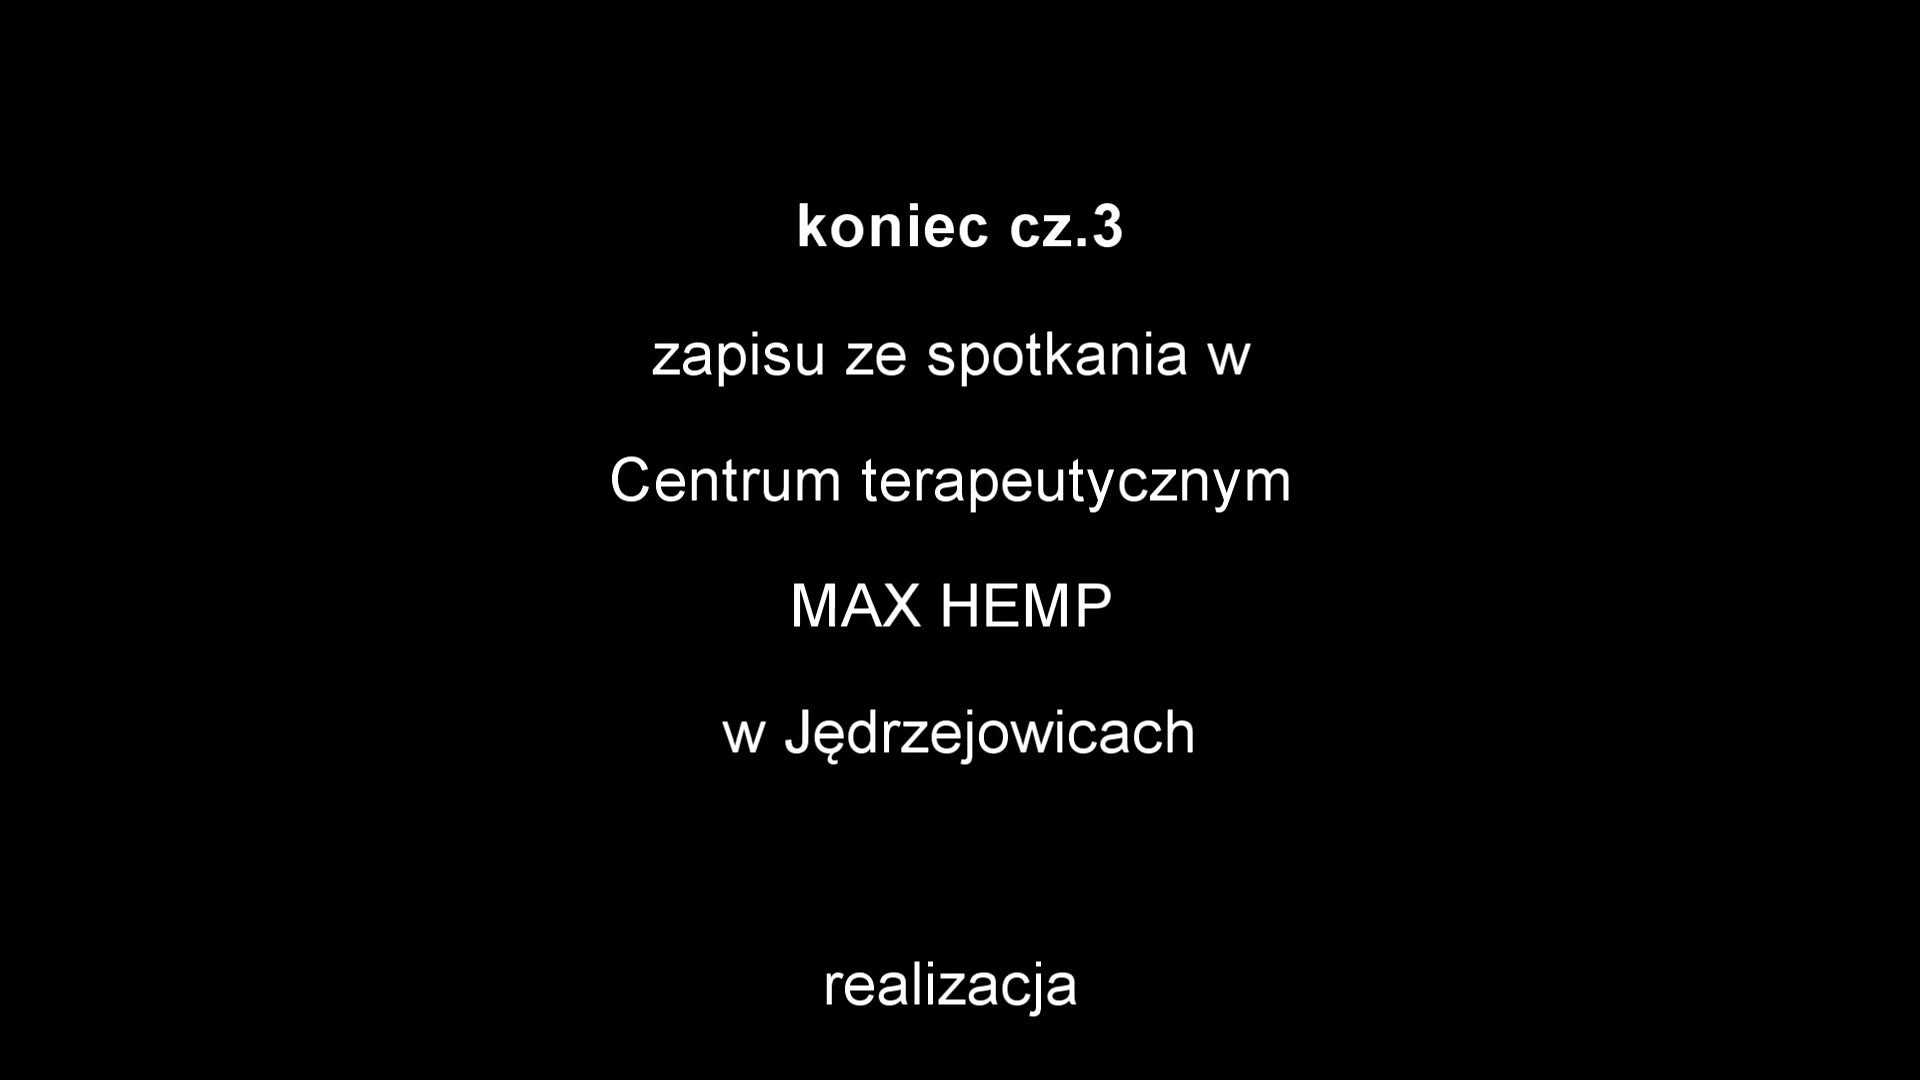 koniec cz.3
zapisu ze spotkania w
Centrum terapeutycznym
MAX HEMP
w Jędrzejowicach
realizacja